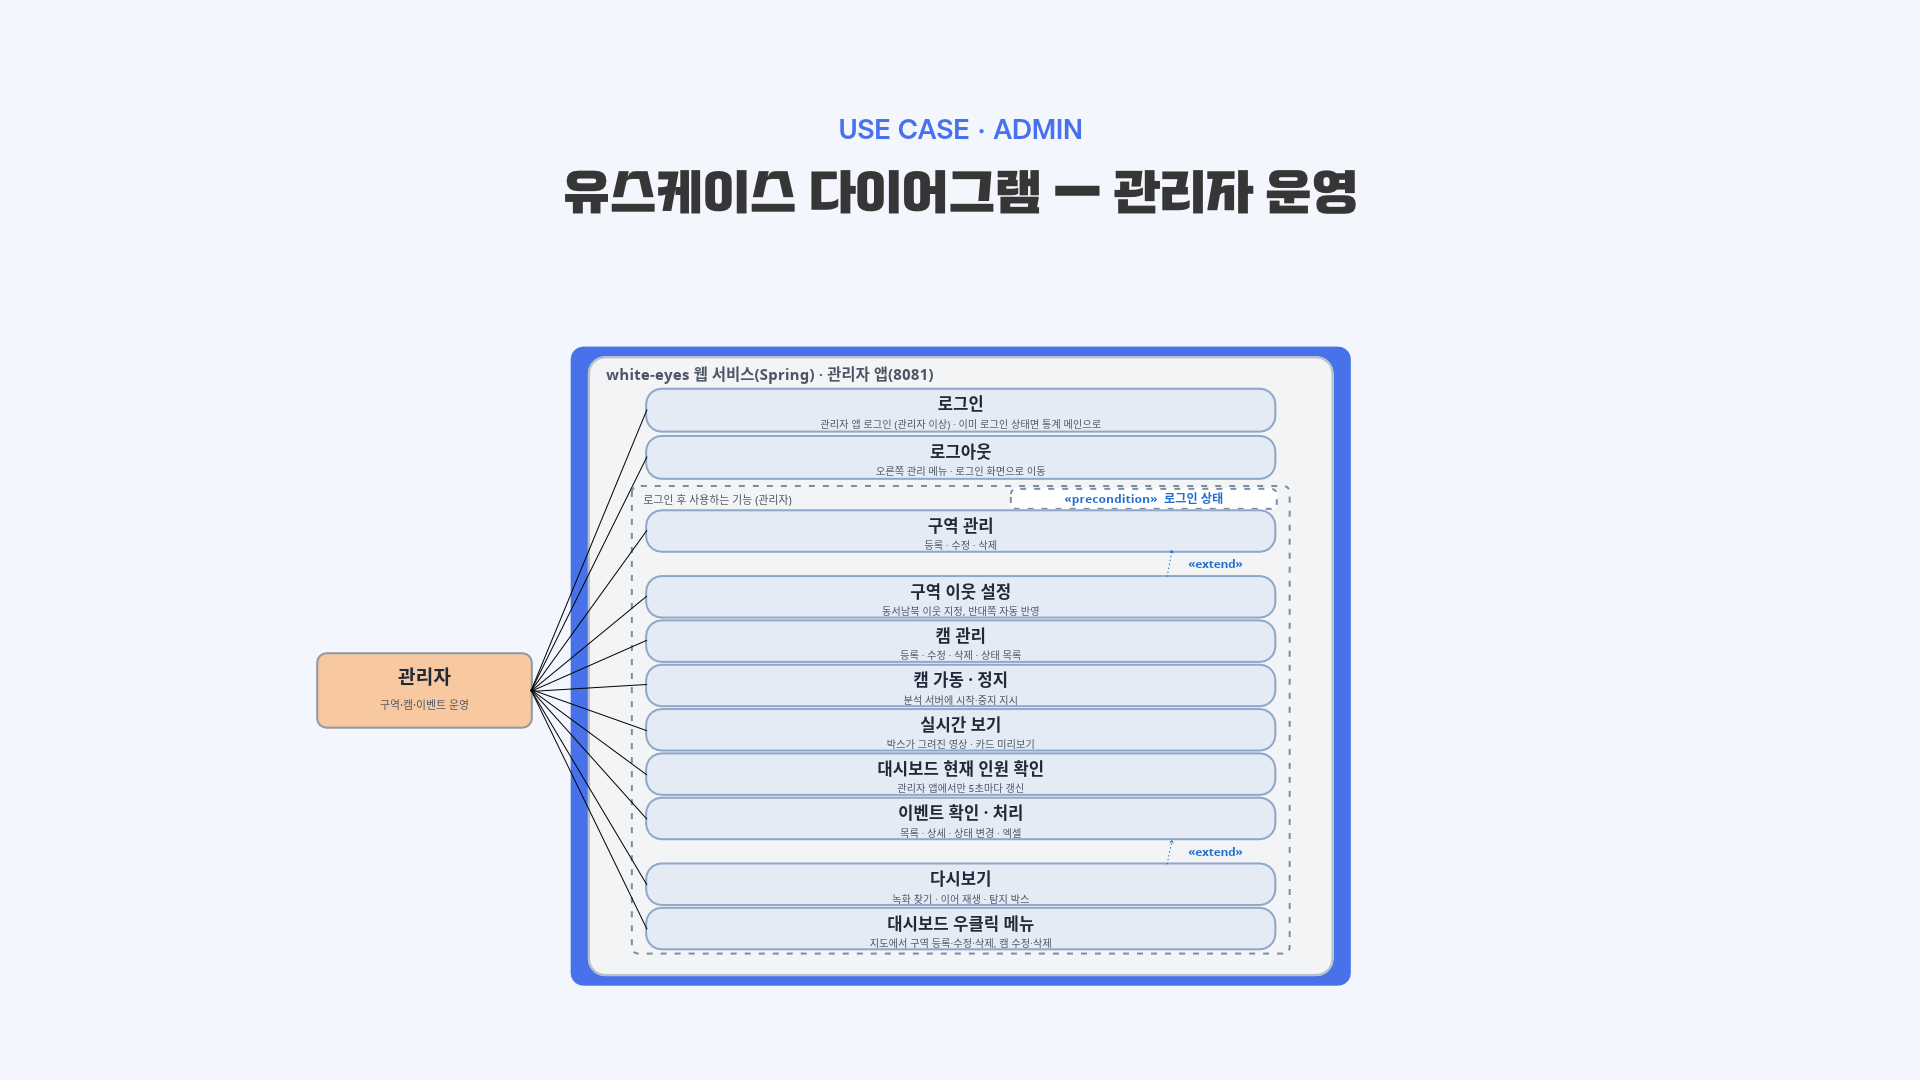 USE CASE · ADMIN
유스케이스 다이어그램 — 관리자 운영
white-eyes 웹 서비스(Spring) · 관리자 앱(8081)
로그인
관리자 앱 로그인 (관리자 이상) · 이미 로그인 상태면 통계 메인으로
로그아웃
오른쪽 관리 메뉴 · 로그인 화면으로 이동
로그인 후 사용하는 기능 (관리자)
«precondition» 로그인 상태
구역 관리
등록 · 수정 · 삭제
«extend»
구역 이웃 설정
동서남북 이웃 지정, 반대쪽 자동 반영
캠 관리
등록 · 수정 · 삭제 · 상태 목록
관리자
구역·캠·이벤트 운영
캠 가동 · 정지
분석 서버에 시작·중지 지시
실시간 보기
박스가 그려진 영상 · 카드 미리보기
대시보드 현재 인원 확인
관리자 앱에서만 5초마다 갱신
이벤트 확인 · 처리
목록 · 상세 · 상태 변경 · 엑셀
«extend»
다시보기
녹화 찾기 · 이어 재생 · 탐지 박스
대시보드 우클릭 메뉴
지도에서 구역 등록·수정·삭제, 캠 수정·삭제